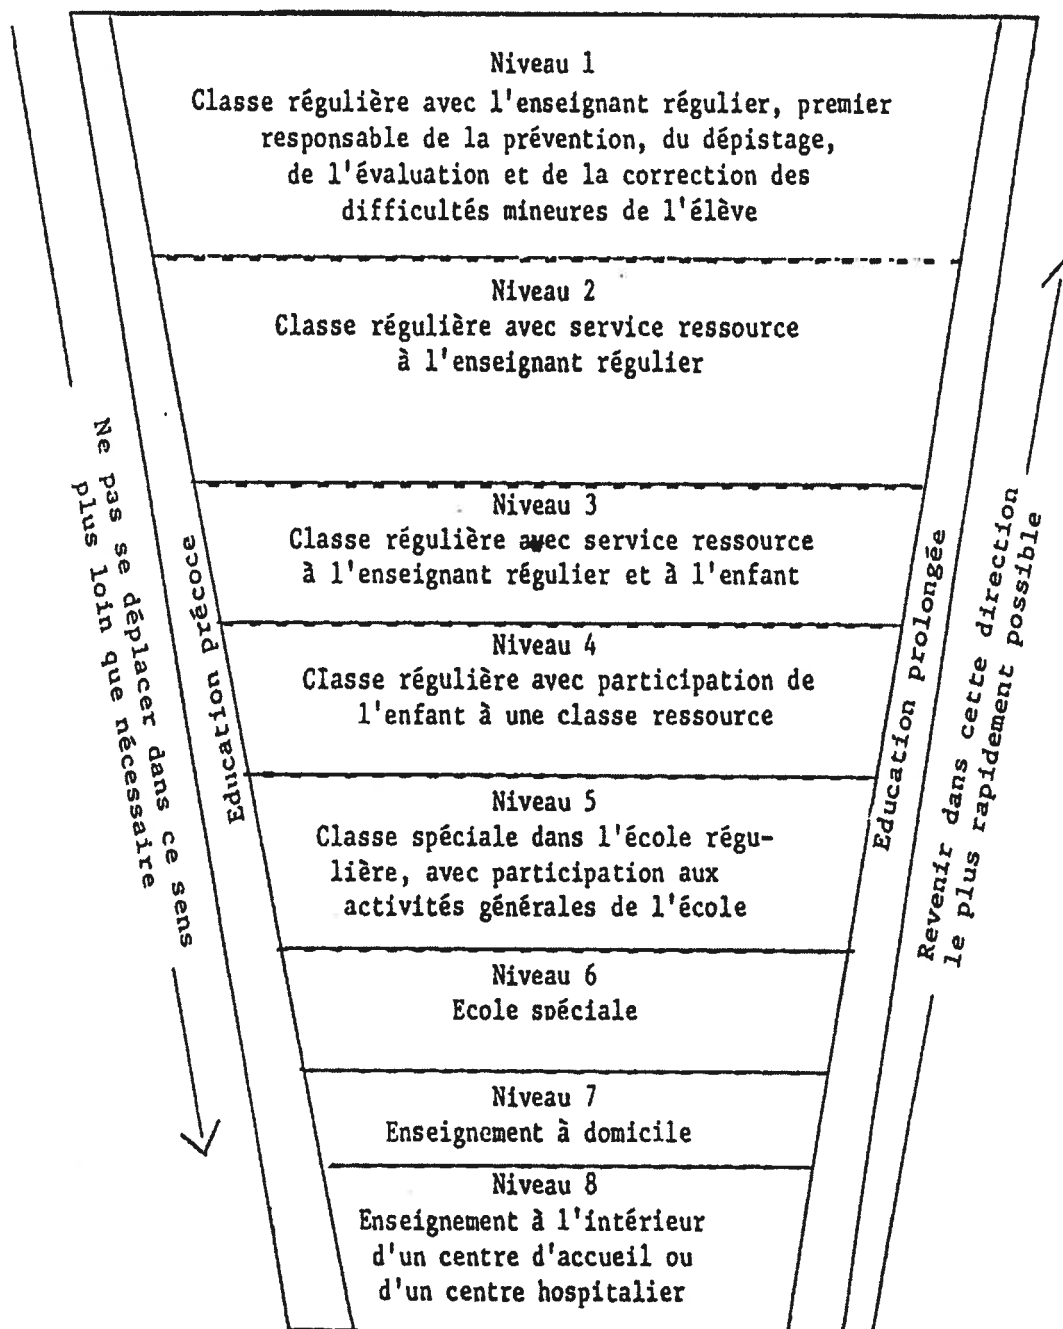 Niveau 1
Classe régulière avec l'enseignant régulier, premier
responsable de la prévention, du dépistage,
de l'évaluation et de la correction des
difficultés mineures de l'élève
Niveau 2
Classe régulière avec service ressource
à l'enseignant régulier
Niveau 3
Classe régulière avec service ressource
à l'enseignant régulier et à l'enfant
Niveau 4
Classe régulière avec participation de
l'enfant à une classe ressource
Niveau 5
Classe spéciale dans l'école régu-
lière, avec participation aux
activités générales de l'école
Niveau 6
Ecole spéciale
Niveau 7
Enseignement à domicile
Niveau 8
Enseignement à l'intérieur
d'un centre d'accueil ou
d'un centre hospitalier
Ne pas se déplacer dans ce sens
plus loin que nécessaire
Education précoce
Education prolongée
Revenir dans cette direction
le plus rapidement possible